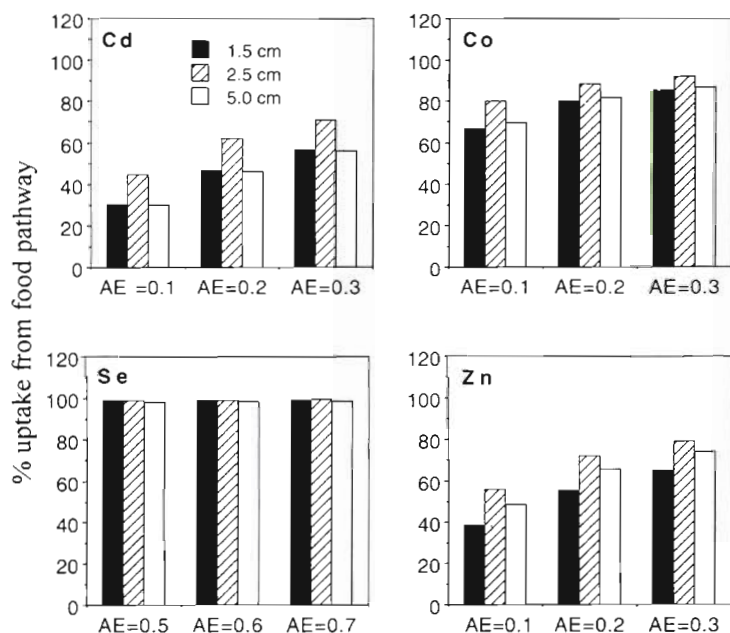 % uptake from food pathway
Cd
1.5 cm
2.5 cm
5.0 cm
120
100
80
60
40
20
0
AE =0.1 AE=0.2 AE=0.3
Co
120
100
80
60
40
20
0
AE=0.1 AE=0.2 AE=0.3
Se
120
100
80
60
40
20
0
AE=0.5 AE=0.6 AE=0.7
Zn
120
100
80
60
40
20
0
AE=0.1 AE=0.2 AE=0.3